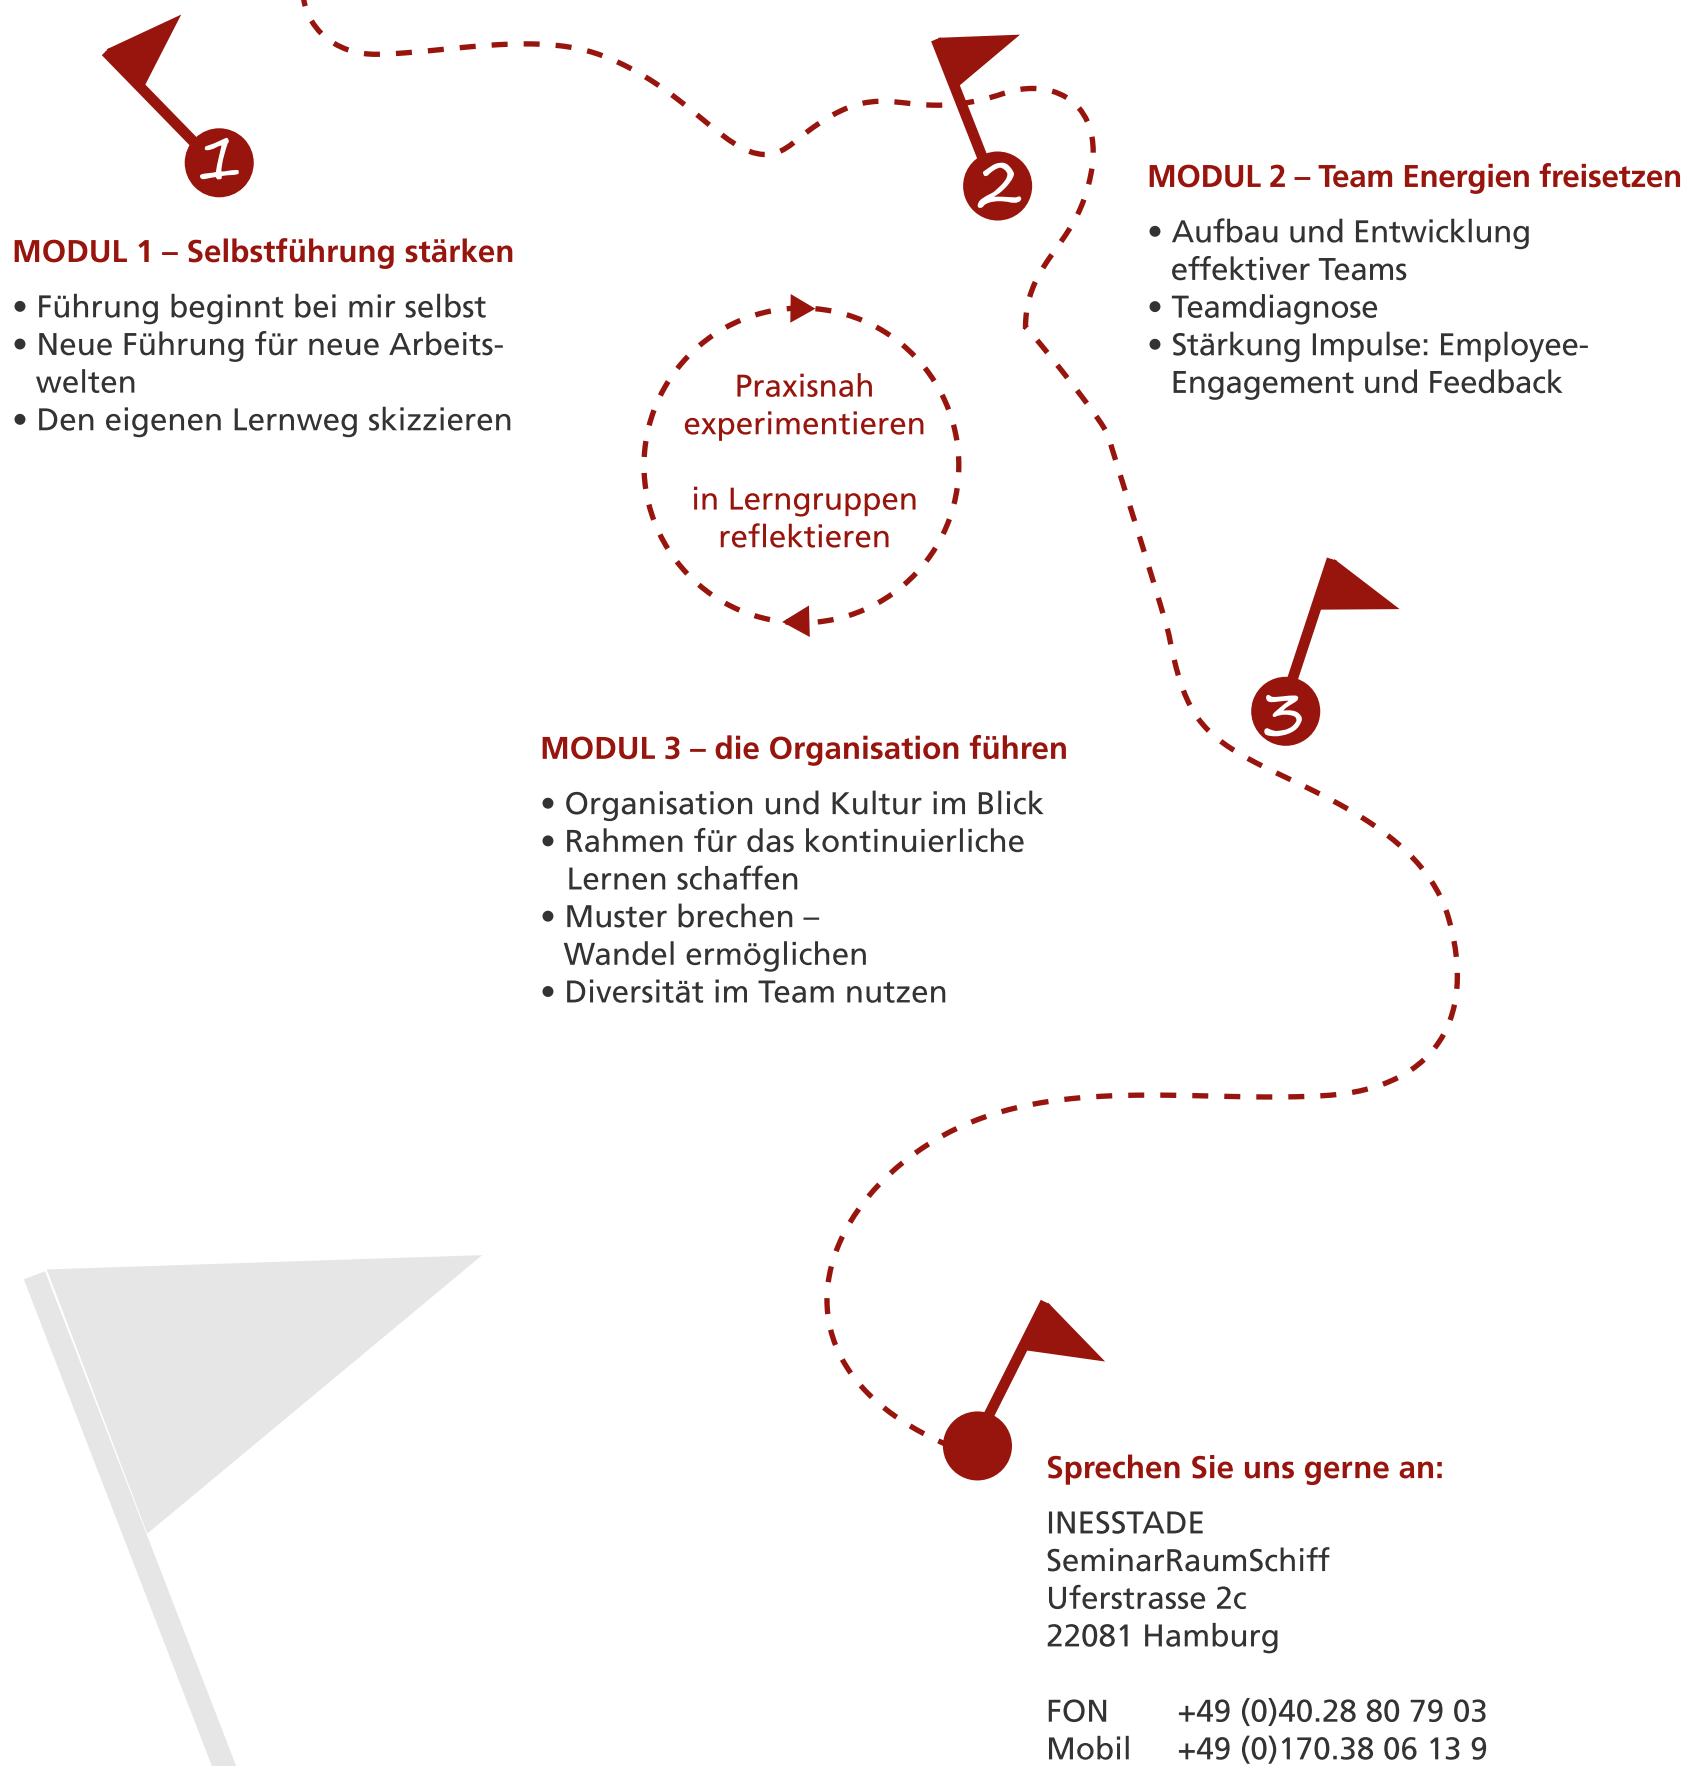 1
MODUL 1 – Selbstführung stärken
• Führung beginnt bei mir selbst
• Neue Führung für neue Arbeits-
welten
• Den eigenen Lernweg skizzieren
2
MODUL 2 – Team Energien freisetzen
• Aufbau und Entwicklung
effektiver Teams
• Teamdiagnose
• Stärkung Impulse: Employee-
Engagement und Feedback
Praxisnah
experimentieren
in Lerngruppen
reflektieren
3
MODUL 3 – die Organisation führen
• Organisation und Kultur im Blick
• Rahmen für das kontinuierliche
Lernen schaffen
• Muster brechen –
Wandel ermöglichen
• Diversität im Team nutzen
Sprechen Sie uns gerne an:
INESSTADE
SeminarRaumSchiff
Uferstrasse 2c
22081 Hamburg
FON +49 (0)40.28 80 79 03
Mobil +49 (0)170.38 06 13 9